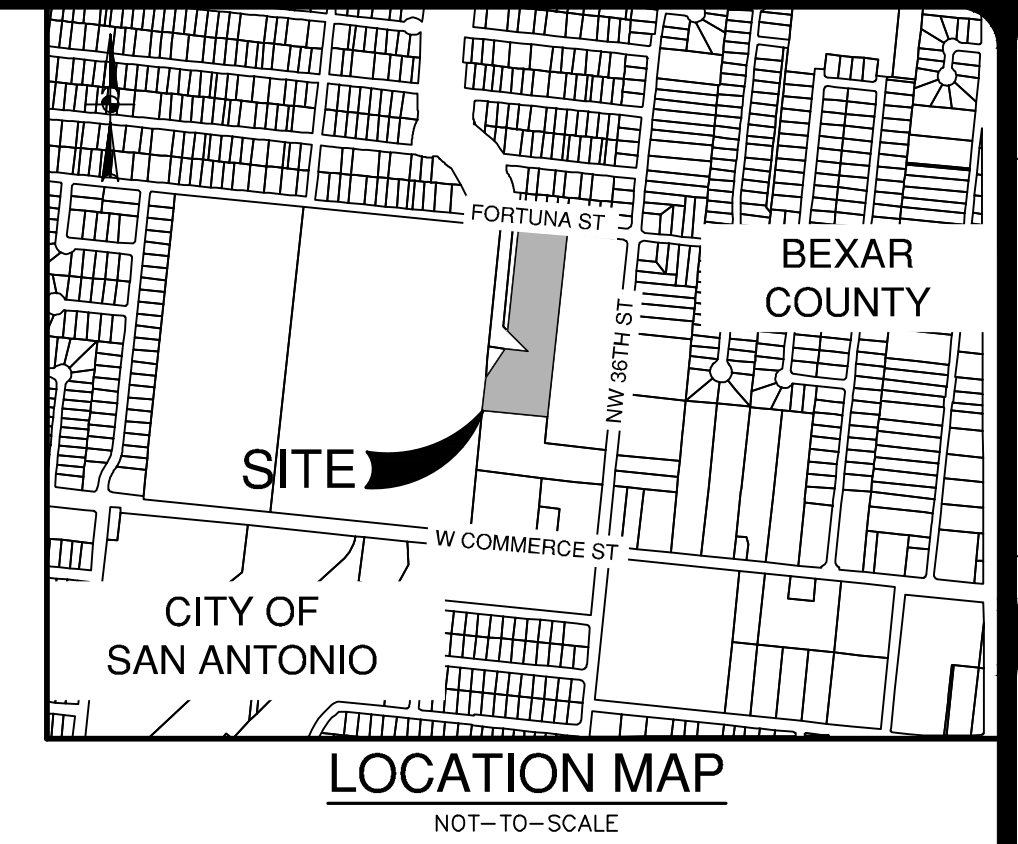 FORTUNA ST
BEXAR
COUNTY
NW 36TH ST
SITE
W COMMERCE ST
CITY OF
SAN ANTONIO
LOCATION MAP
NOT-TO-SCALE